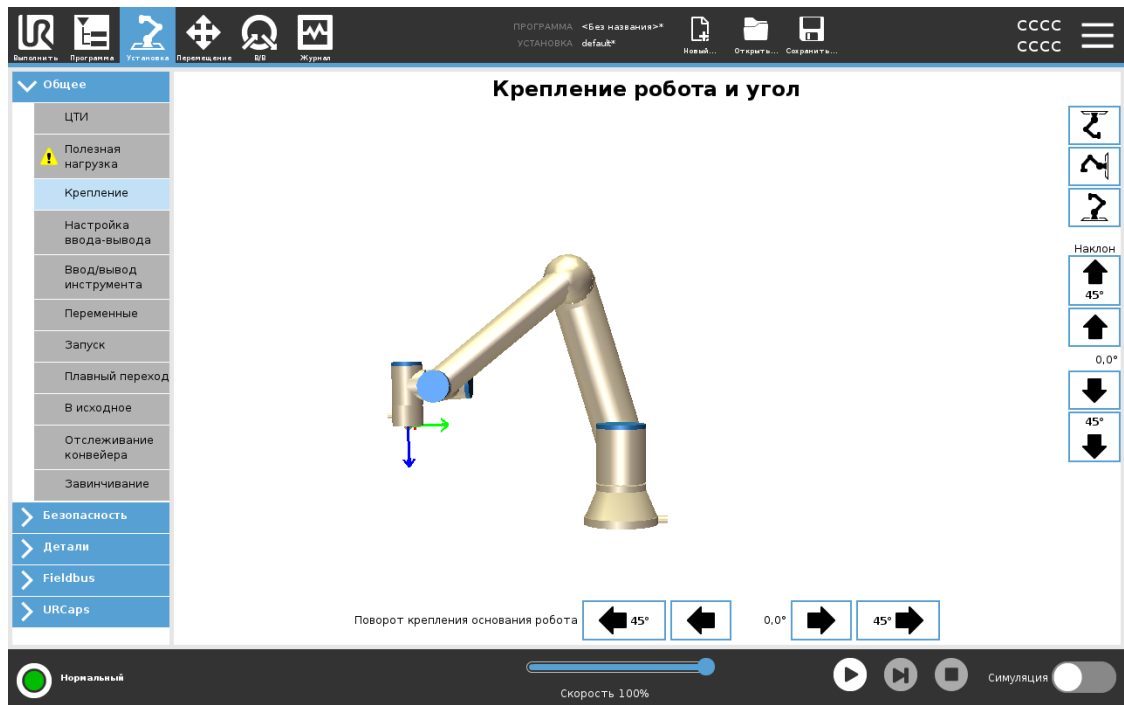 UR
Выполнить
Программа
Установка
Перемещение
В/В
Журнал
ПРОГРАММА <Без названия>*
УСТАНОВКА default*
Новый...
Открыть...
Сохранить...
CCCC
CCCC
Общее
ЦТИ
Полезная
нагрузка
Крепление
Настройка
ввода-вывода
Ввод/вывод
инструмента
Переменные
Запуск
Плавный переход
В исходное
Отслеживание
конвейера
Завинчивание
Безопасность
Детали
Fieldbus
URCaps
Крепление робота и угол
Наклон
45°
0,0°
45°
Поворот крепления основания робота
45°
0,0°
45°
Нормальный
Скорость 100%
Симуляция